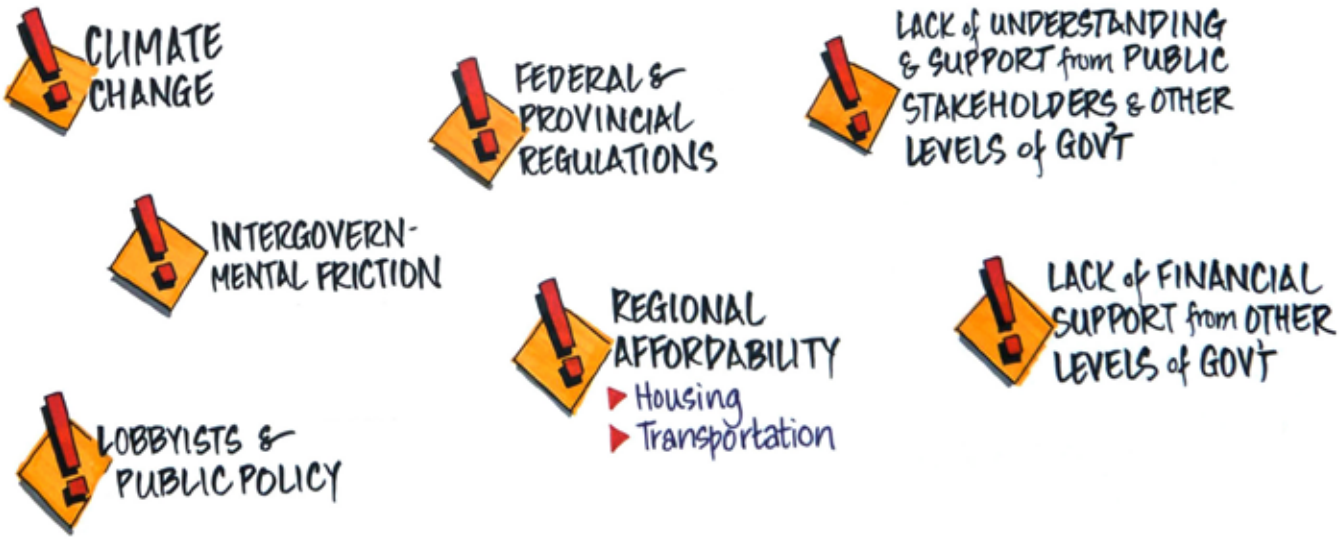 CLIMATE
CHANGE
FEDERAL &
PROVINCIAL
REGULATIONS
LACK of UNDERSTANDING
& SUPPORT from PUBLIC
STAKEHOLDERS & OTHER
LEVELS of GOV'T
INTERGOVERN-
MENTAL FRICTION
REGIONAL
AFFORDABILITY
Housing
Transportation
LACK of FINANCIAL
SUPPORT from OTHER
LEVELS of GOV'T
LOBBYISTS &
PUBLIC POLICY